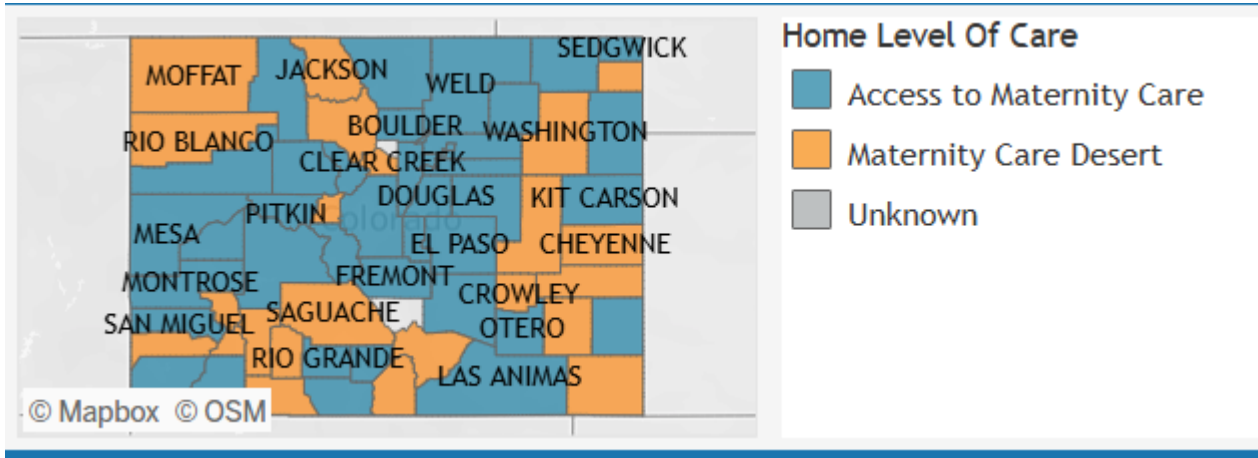 Home Level Of Care
Access to Maternity Care
Maternity Care Desert
Unknown
SEDGWICK
MOFFAT
JACKSON
WELD
RIO BLANCO
BOULDER
WASHINGTON
CLEAR CREEK
PITKIN
DOUGLAS
KIT CARSON
Colorado
MESA
EL PASO
CHEYENNE
MONTROSE
FREMONT
CROWLEY
SAN MIGUEL
SAGUACHE
OTERO
RIO GRANDE
LAS ANIMAS
© Mapbox © OSM